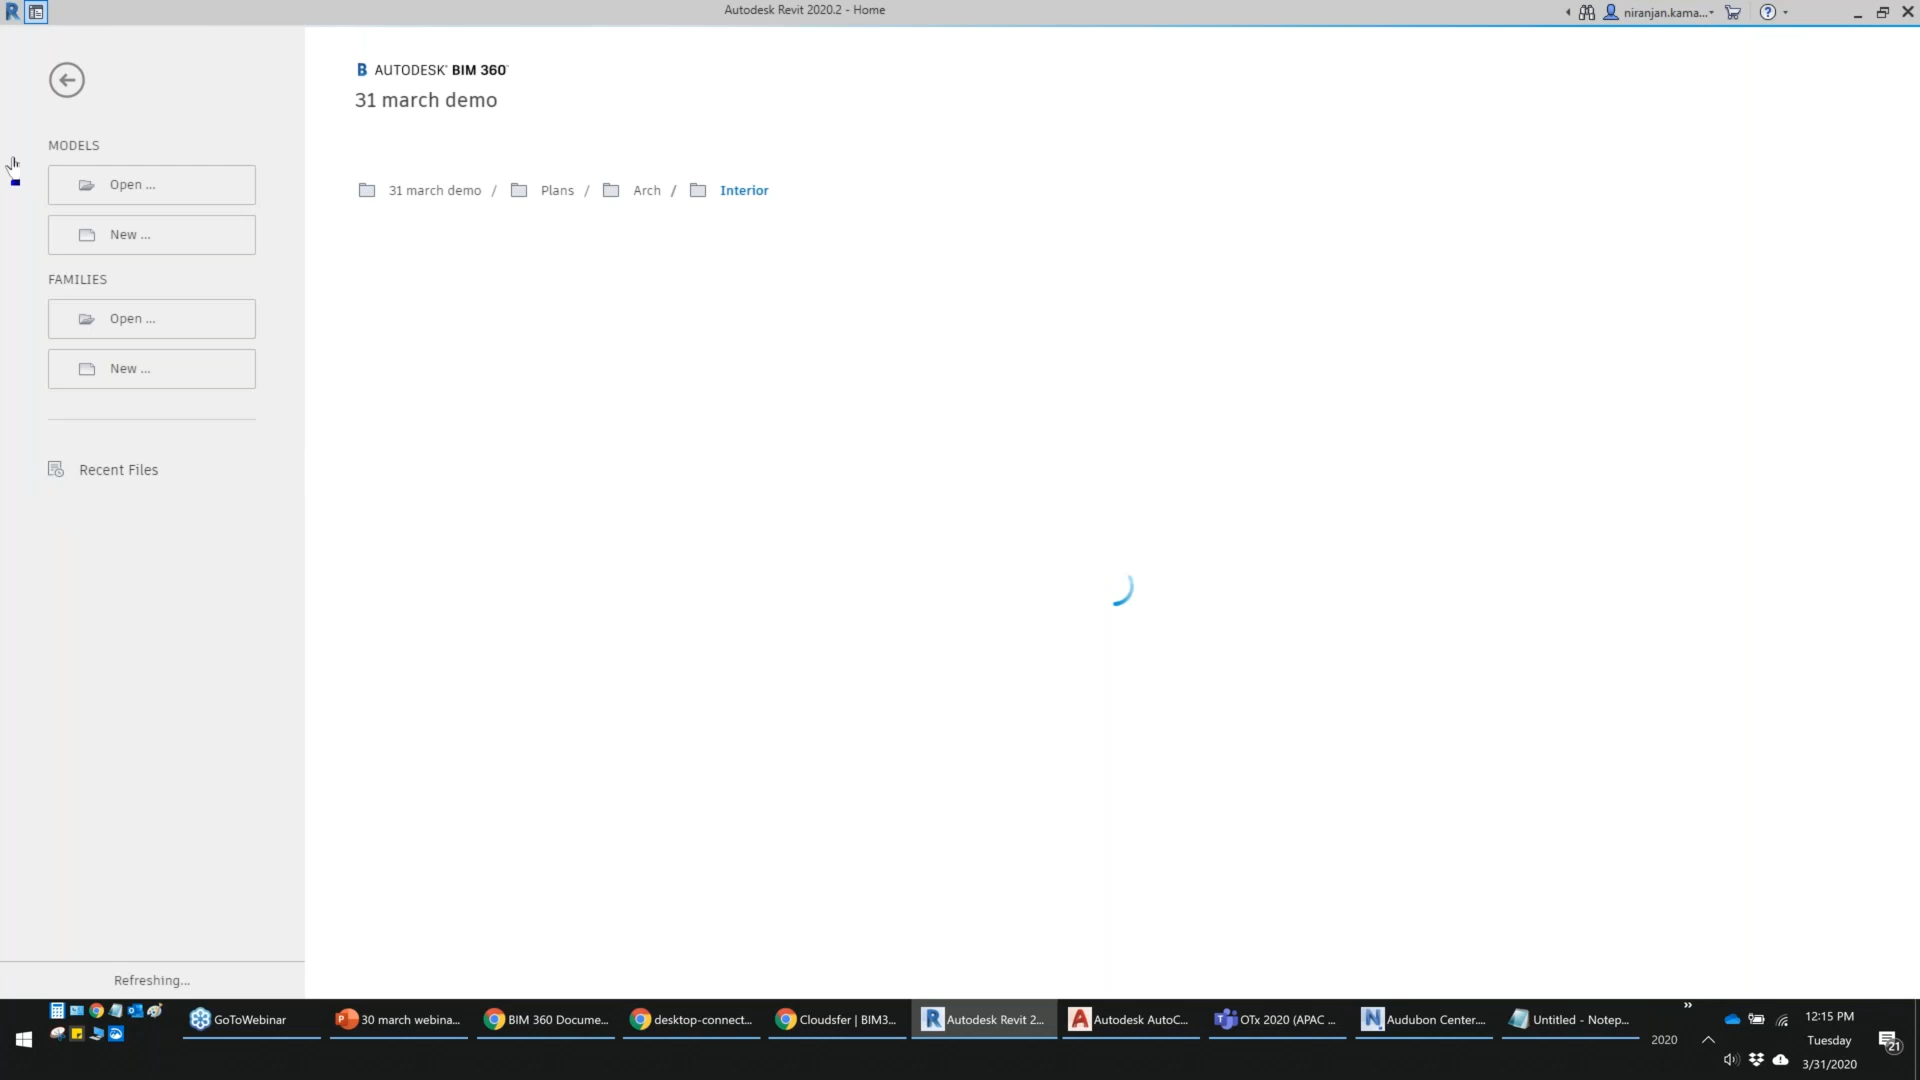 Autodesk Revit 2020.2 - Home
niranjan.kama...
AUTODESK BIM 360
31 march demo
MODELS
Open ...
New ...
31 march demo / Plans / Arch / Interior
FAMILIES
Open ...
New ...
Recent Files
Refreshing...
GoToWebinar
30 march webina...
BIM 360 Docume...
desktop-connect...
Cloudsfer | BIM3...
Autodesk Revit 2...
Autodesk AutoC...
OTx 2020 (APAC ...
Audubon Center....
Untitled - Notep...
2020
12:15 PM
Tuesday
3/31/2020
21